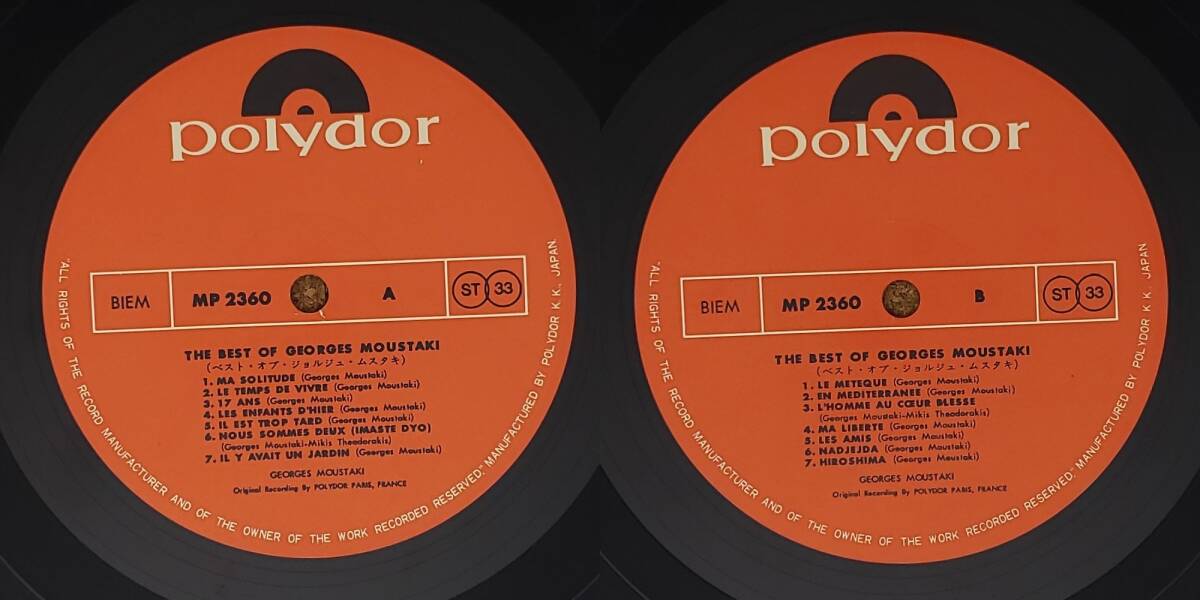 polydor
BIEM
MP 2360
A
ST 33
THE BEST OF GEORGES MOUSTAKI
(ベスト・オブ・ジョルジュ・ムスタキ)
1. MA SOLITUDE (Georges Moustaki)
2. LE TEMPS DE VIVRE (Georges Moustaki)
3. 17 ANS (Georges Moustaki)
4. LES ENFANTS D'HIER (Georges Moustaki)
5. IL EST TROP TARD (Georges Moustaki)
6. NOUS SOMMES DEUX (IMASTE DYO)
(Georges Moustaki-Mikis Theodorakis)
7. IL Y AVAIT UN JARDIN (Georges Moustaki)
GEORGES MOUSTAKI
Original Recording By POLYDOR PARIS, FRANCE
"ALL RIGHTS OF THE RECORD MANUFACTURER AND OF THE OWNER OF THE WORK RECORDED RESERVED." MANUFACTURED BY POLYDOR K.K., JAPAN.
polydor
BIEM
MP 2360
B
ST 33
THE BEST OF GEORGES MOUSTAKI
(ベスト・オブ・ジョルジュ・ムスタキ)
1. LE METEQUE (Georges Moustaki)
2. EN MEDITERRANEE (Georges Moustaki)
3. L'HOMME AU CŒUR BLESSE
(Georges Moustaki-Mikis Theodorakis)
4. MA LIBERTE (Georges Moustaki)
5. LES AMIS (Georges Moustaki)
6. NADJEJDA (Georges Moustaki)
7. HIROSHIMA (Georges Moustaki)
GEORGES MOUSTAKI
Original Recording By POLYDOR PARIS, FRANCE
"ALL RIGHTS OF THE RECORD MANUFACTURER AND OF THE OWNER OF THE WORK RECORDED RESERVED." MANUFACTURED BY POLYDOR K.K., JAPAN.